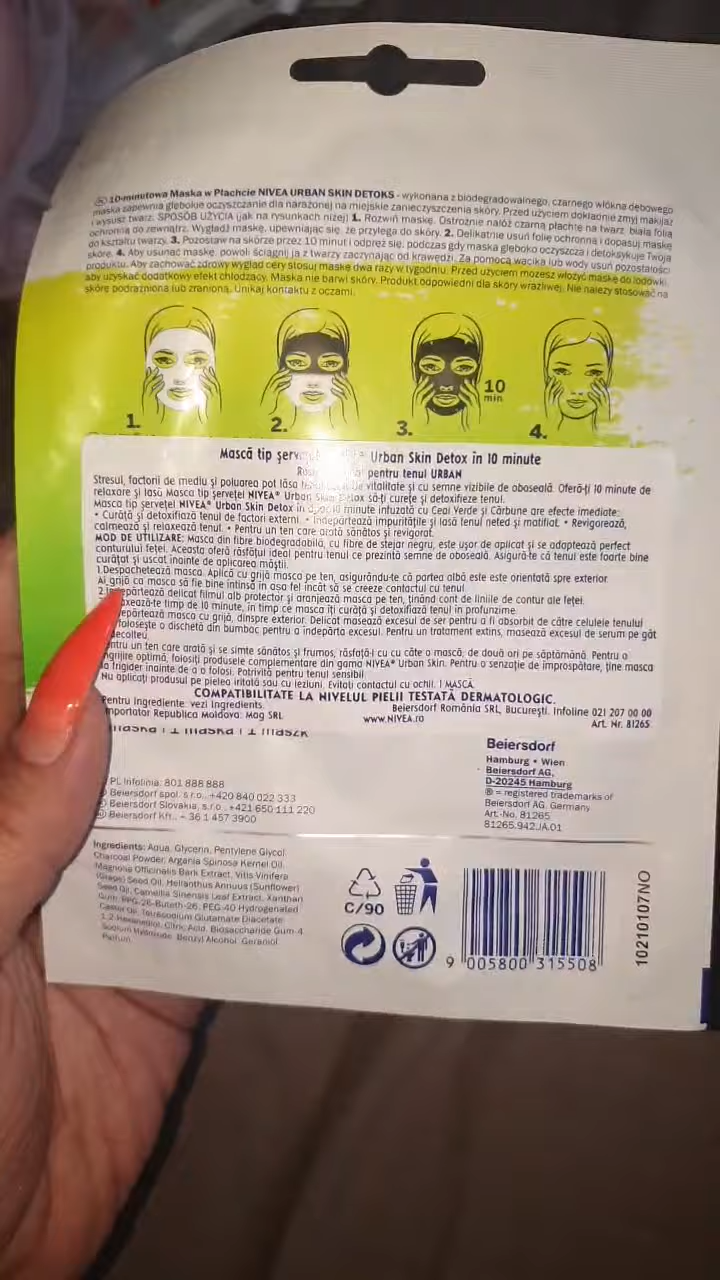 PL 10-minutowa Maska w Płachcie NIVEA URBAN SKIN DETOKS - wykonana z biodegradowalnego, czarnego włókna dębowego
maska zapewnia głębokie oczyszczanie dla narażonej na miejskie zanieczyszczenia skóry. Przed użyciem dokładnie zmyj makijaż
i wysusz twarz. SPOSÓB UŻYCIA (jak na rysunkach niżej) 1. Rozwiń maskę. Ostrożnie nałóż czarną płachtę na twarz, białą folią
ochronną do zewnątrz. Wygładź maskę, upewniając się, że przylega do skóry. 2. Delikatnie usuń folię ochronną i dopasuj maskę
do kształtu twarzy. 3. Pozostaw na skórze przez 10 minut i odpręż się, podczas gdy maska głęboko oczyszcza i detoksykuje Twoją
skórę. 4. Aby usunąć maskę, powoli ściągnij ją z twarzy zaczynając od krawędzi. Za pomocą wacika lub wody usuń pozostałości
produktu. Aby zachować zdrowy wygląd cery stosuj maskę dwa razy w tygodniu. Przed użyciem możesz włożyć maskę do lodówki,
aby uzyskać dodatkowy efekt chłodzący. Maska nie barwi skóry. Produkt odpowiedni dla skóry wrażliwej. Nie należy stosować na
skórę podrażnioną lub zranioną. Unikaj kontaktu z oczami.
1. 2. 3. 10 min 4.
Mască tip șerv Urban Skin Detox în 10 minute
pentru tenul URBAN
Stresul, factorii de mediu și poluarea pot lăsa de vitalitate și cu semne vizibile de oboseală. Oferă-ți 10 minute de
relaxare și lasă Masca tip șervețel NIVEA® Urban Skin Detox să-ți curețe și detoxifieze tenul.
Masca tip șervețel NIVEA® Urban Skin Detox în 10 minute infuzată cu Ceai Verde și Cărbune are efecte imediate:
• Curăță și detoxifiază tenul de factori externi. • Îndepărtează impuritățile și lasă tenul neted și matifiat. • Revigorează,
calmează și relaxează tenul. • Pentru un ten care arată sănătos și revigorat.
MOD DE UTILIZARE: Masca din fibre biodegradabilă, cu fibre de stejar negru, este ușor de aplicat și se adaptează perfect
conturului feței. Aceasta oferă răsfățul ideal pentru tenul ce prezintă semne de oboseală. Asigură-te că tenul este foarte bine
curățat și uscat înainte de aplicarea măștii.
1.Despachetează masca. Aplică cu grijă masca pe ten, asigurându-te că partea albă este este orientată spre exterior.
Ai grijă ca masca să fie bine întinsă în așa fel încât să se creeze contactul cu tenul.
2.Îndepărtează delicat filmul alb protector și aranjează masca pe ten, ținând cont de liniile de contur ale feței.
xează-te timp de 10 minute, în timp ce masca îți curăță și detoxifiază tenul în profunzime.
epărtează masca cu grijă, dinspre exterior. Delicat masează excesul de ser pentru a fi absorbit de către celulele tenului
folosește o dischetă din bumbac pentru a îndepărta excesul. Pentru un tratament extins, masează excesul de serum pe gât
decolteu.
entru un ten care arată și se simte sănătos și frumos, răsfață-l cu cu câte o mască, de două ori pe săptămână. Pentru o
îngrijire optimă, folosiți produsele complementare din gama NIVEA® Urban Skin. Pentru o senzație de împrospătare, ține masca
la frigider înainte de a o folosi. Potrivită pentru tenul sensibil
Nu aplicați produsul pe pielea iritată sau cu leziuni. Evitați contactul cu ochii. 1 MASCĂ.
COMPATIBILITATE LA NIVELUL PIELII TESTATĂ DERMATOLOGIC.
Pentru Ingrediente: vezi Ingredients. Beiersdorf România SRL, București. Infoline 021 207 00 00
Importator Republica Moldova: Mag SRL www.NIVEA.ro Art. Nr. 81265
Beiersdorf
Hamburg • Wien
Beiersdorf AG,
D-20245 Hamburg
® = registered trademarks of
Beiersdorf AG, Germany
Art.-No. 81265
81265.942.JA.01
PL Infolinia: 801 888 888
Beiersdorf spol. s r.o., +420 840 022 333
Beiersdorf Slovakia, s.r.o., +421 650 111 220
Beiersdorf Kft., + 36 1 457 3900
Ingredients: Aqua, Glycerin, Pentylene Glycol,
Charcoal Powder, Argania Spinosa Kernel Oil,
Magnolia Officinalis Bark Extract, Vitis Vinifera
(Grape) Seed Oil, Helianthus Annuus (Sunflower)
Seed Oil, Camellia Sinensis Leaf Extract, Xanthan
Gum, PPG-26-Buteth-26, PEG-40 Hydrogenated
Castor Oil, Tetrasodium Glutamate Diacetate,
1,2-Hexanediol, Citric Acid, Biosaccharide Gum-4,
Sodium Hydroxide, Benzyl Alcohol, Geraniol,
Parfum
C/90
9 005800 315508
10210107NO